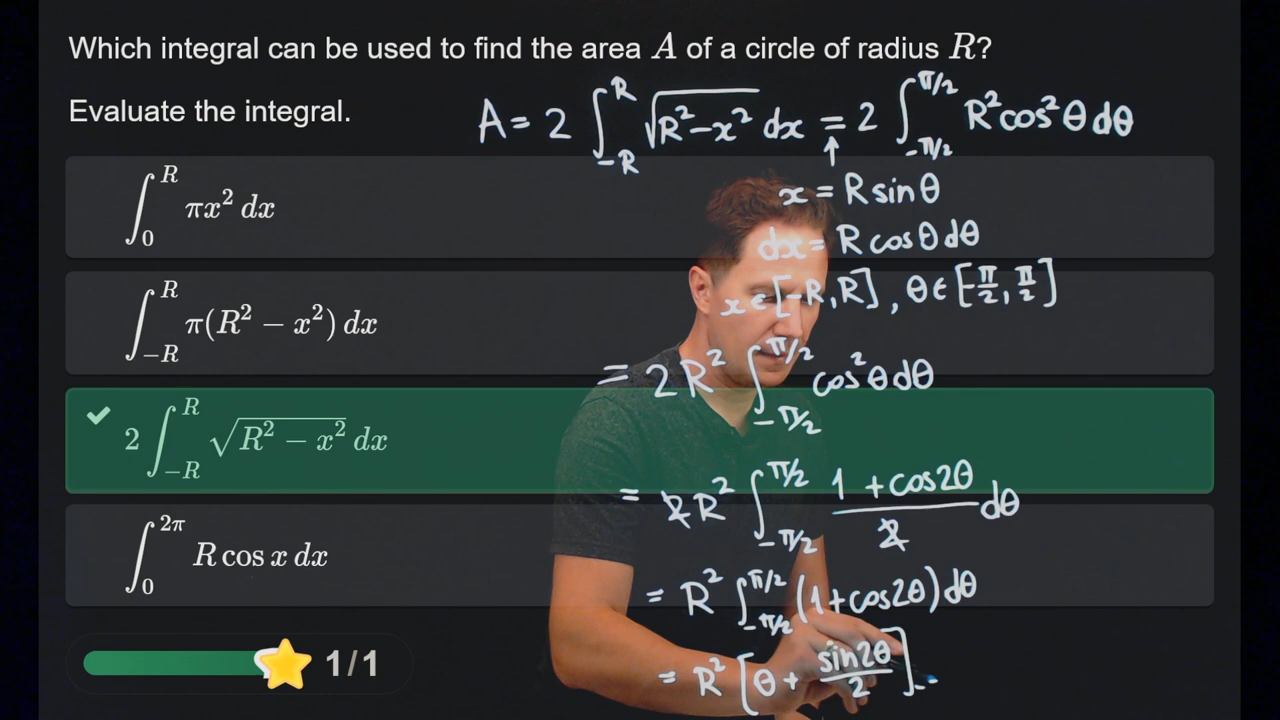 Which integral can be used to find the area A of a circle of radius R?
Evaluate the integral.
A = 2 ∫_{-R}^{R} √(R²−x²) dx = 2 ∫_{-π/2}^{π/2} R² cos²θ dθ
↑
∫_0^R πx² dx
x = R sinθ
dx = R cosθ dθ
∫_{-R}^{R} π(R² − x²) dx
x ∈ [-R, R], θ ∈ [-π/2, π/2]
= 2R² ∫_{-π/2}^{π/2} cos²θ dθ
✓ 2 ∫_{-R}^{R} √(R² − x²) dx
= 2R² ∫_{-π/2}^{π/2} (1 + cos2θ)/2 dθ
∫_0^{2π} R cos x dx
= R² ∫_{-π/2}^{π/2} (1+cos2θ) dθ
1/1
= R² [θ + sin2θ/2]-